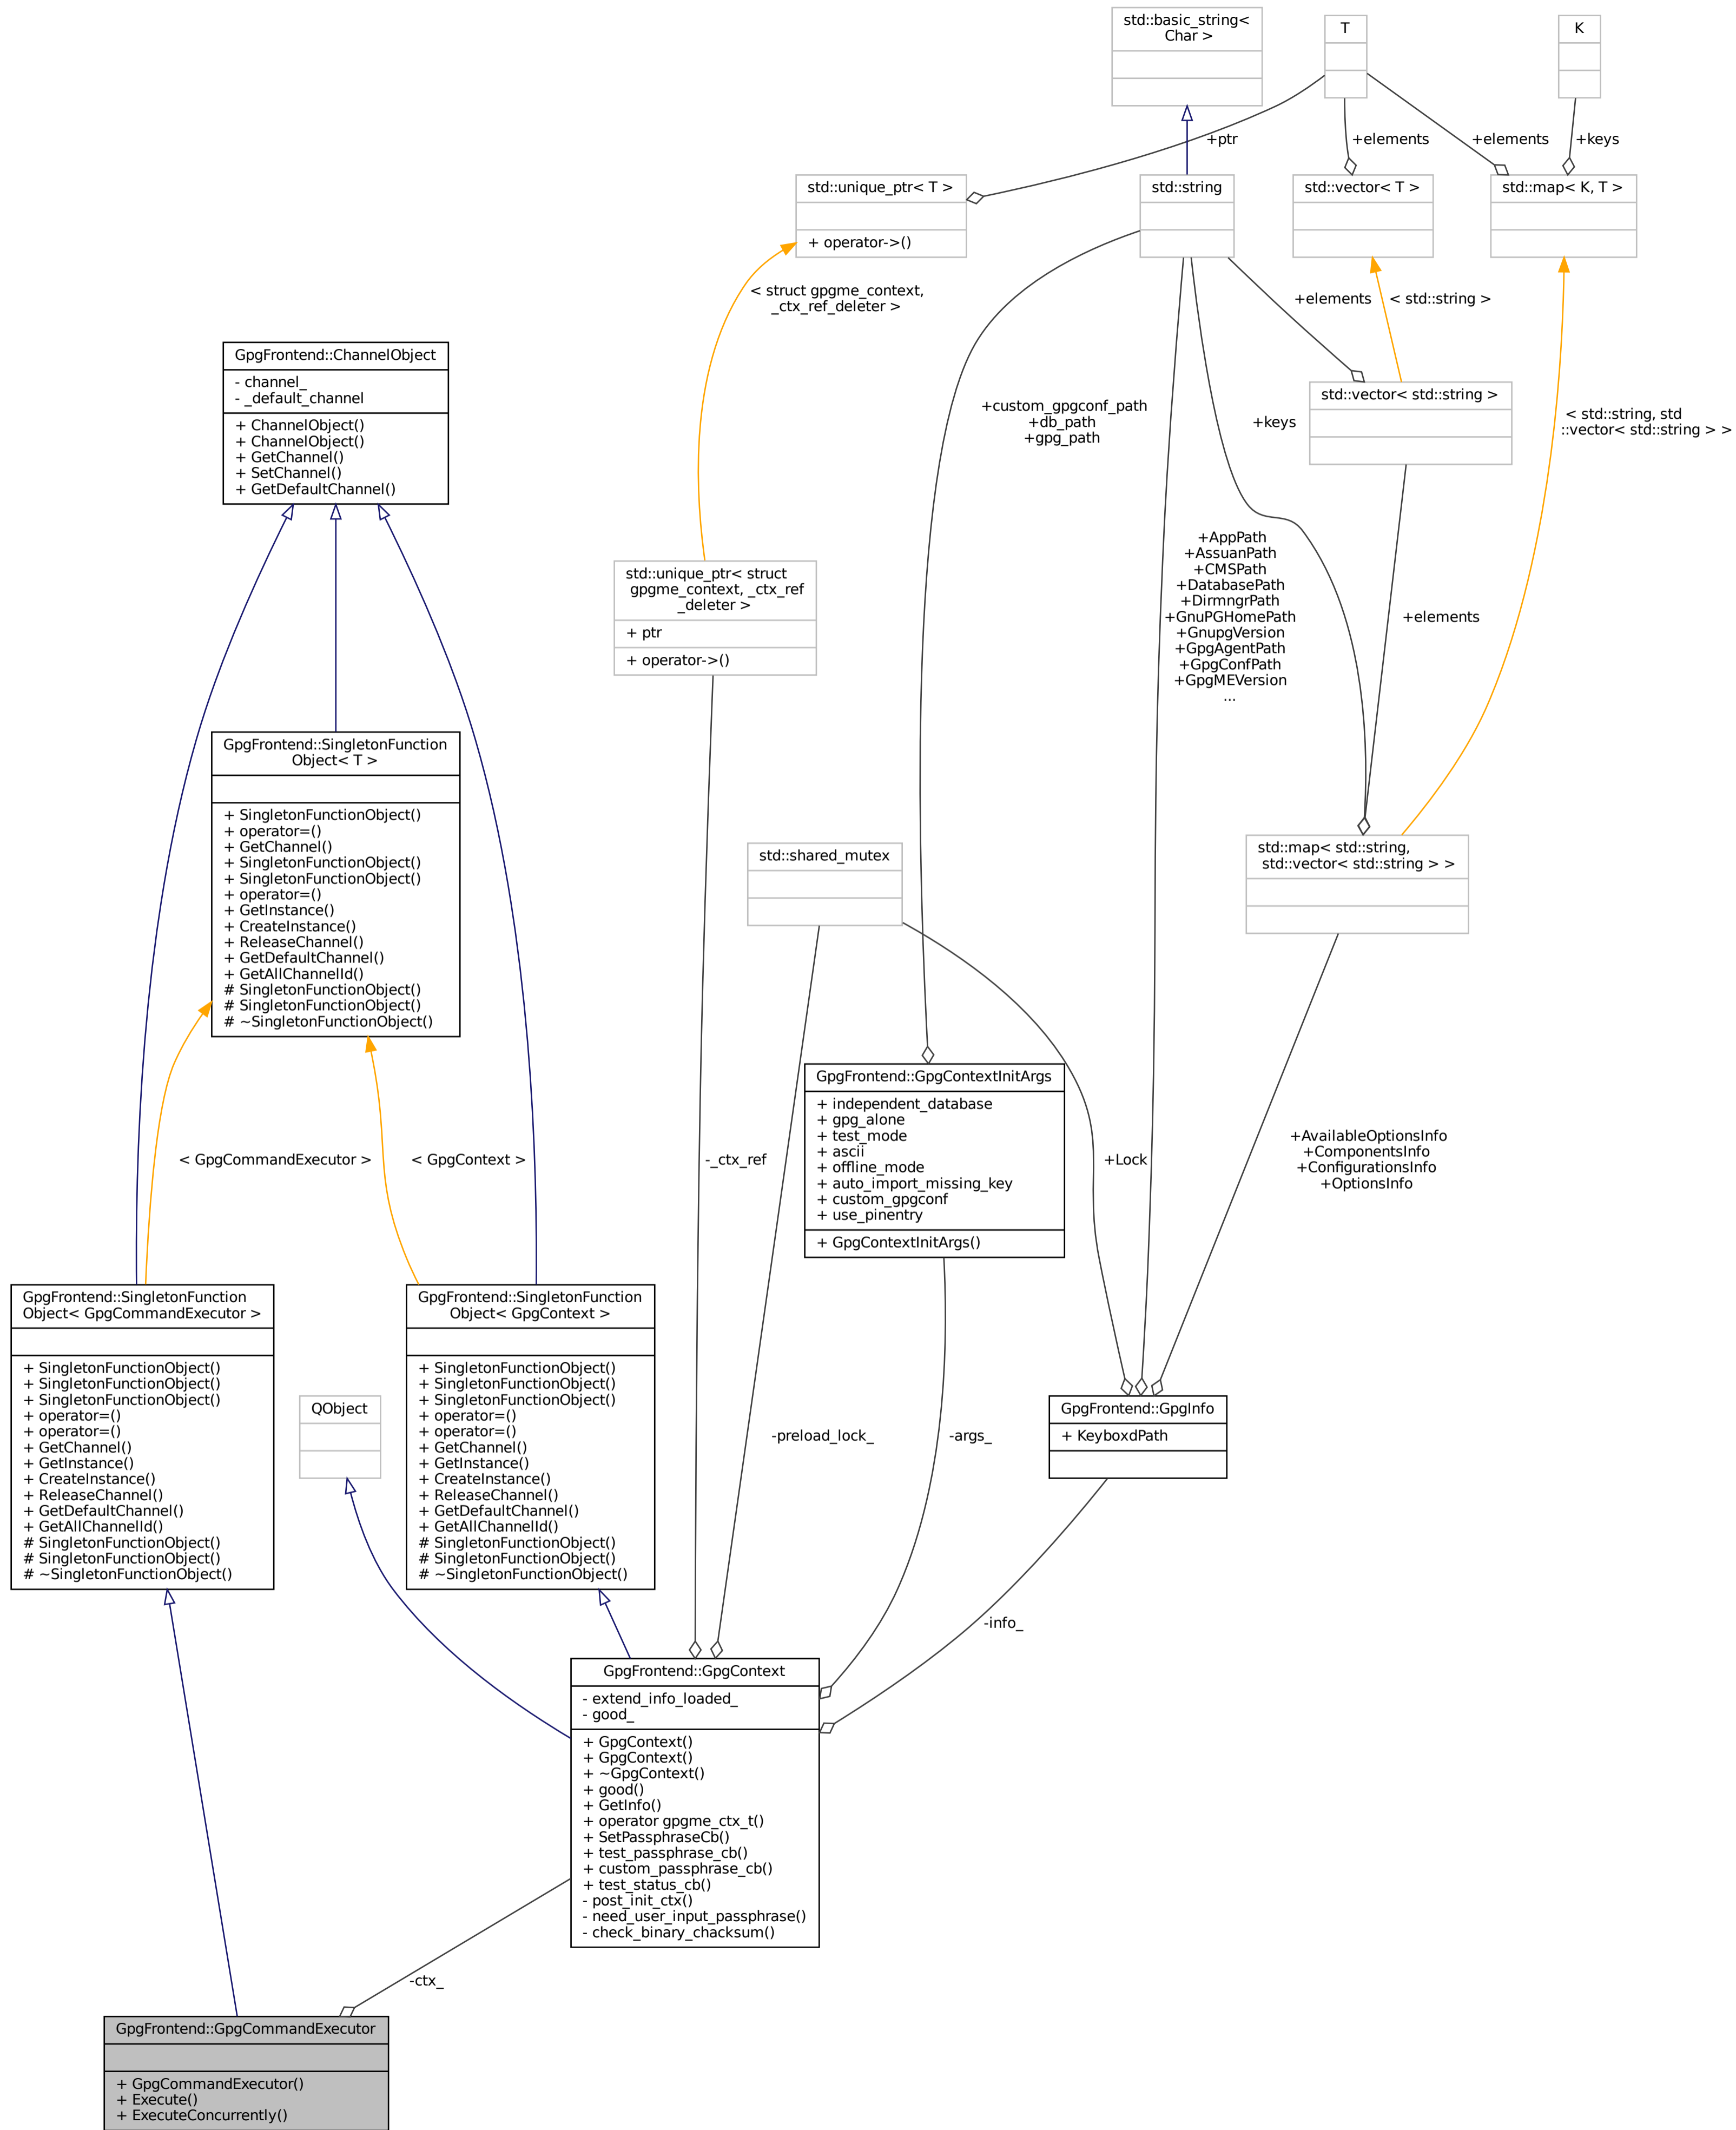 std::basic_string<
Char >
T
K
+ptr
+elements
+elements
+keys
std::unique_ptr< T >
+ operator->()
std::string
std::vector< T >
std::map< K, T >
< struct gpgme_context,
_ctx_ref_deleter >
+elements
< std::string >
GpgFrontend::ChannelObject
- channel_
- _default_channel
+ ChannelObject()
+ ChannelObject()
+ GetChannel()
+ SetChannel()
+ GetDefaultChannel()
+custom_gpgconf_path
+db_path
+gpg_path
+keys
std::vector< std::string >
< std::string, std
::vector< std::string > >
std::unique_ptr< struct
gpgme_context, _ctx_ref
_deleter >
+ ptr
+ operator->()
+AppPath
+AssuanPath
+CMSPath
+DatabasePath
+DirmngrPath
+GnuPGHomePath
+GnupgVersion
+GpgAgentPath
+GpgConfPath
+GpgMEVersion
...
+elements
GpgFrontend::SingletonFunction
Object< T >
+ SingletonFunctionObject()
+ operator=()
+ GetChannel()
+ SingletonFunctionObject()
+ SingletonFunctionObject()
+ operator=()
+ GetInstance()
+ CreateInstance()
+ ReleaseChannel()
+ GetDefaultChannel()
+ GetAllChannelId()
# SingletonFunctionObject()
# SingletonFunctionObject()
# ~SingletonFunctionObject()
std::shared_mutex
std::map< std::string,
std::vector< std::string > >
GpgFrontend::GpgContextInitArgs
+ independent_database
+ gpg_alone
+ test_mode
+ ascii
+ offline_mode
+ auto_import_missing_key
+ custom_gpgconf
+ use_pinentry
+ GpgContextInitArgs()
< GpgCommandExecutor >
< GpgContext >
-_ctx_ref
+Lock
+AvailableOptionsInfo
+ComponentsInfo
+ConfigurationsInfo
+OptionsInfo
GpgFrontend::SingletonFunction
Object< GpgCommandExecutor >
+ SingletonFunctionObject()
+ SingletonFunctionObject()
+ SingletonFunctionObject()
+ operator=()
+ operator=()
+ GetChannel()
+ GetInstance()
+ CreateInstance()
+ ReleaseChannel()
+ GetDefaultChannel()
+ GetAllChannelId()
# SingletonFunctionObject()
# SingletonFunctionObject()
# ~SingletonFunctionObject()
QObject
GpgFrontend::SingletonFunction
Object< GpgContext >
+ SingletonFunctionObject()
+ SingletonFunctionObject()
+ SingletonFunctionObject()
+ operator=()
+ operator=()
+ GetChannel()
+ GetInstance()
+ CreateInstance()
+ ReleaseChannel()
+ GetDefaultChannel()
+ GetAllChannelId()
# SingletonFunctionObject()
# SingletonFunctionObject()
# ~SingletonFunctionObject()
-preload_lock_
-args_
GpgFrontend::GpgInfo
+ KeyboxdPath
-info_
GpgFrontend::GpgContext
- extend_info_loaded_
- good_
+ GpgContext()
+ GpgContext()
+ ~GpgContext()
+ good()
+ GetInfo()
+ operator gpgme_ctx_t()
+ SetPassphraseCb()
+ test_passphrase_cb()
+ custom_passphrase_cb()
+ test_status_cb()
- post_init_ctx()
- need_user_input_passphrase()
- check_binary_chacksum()
-ctx_
GpgFrontend::GpgCommandExecutor
+ GpgCommandExecutor()
+ Execute()
+ ExecuteConcurrently()